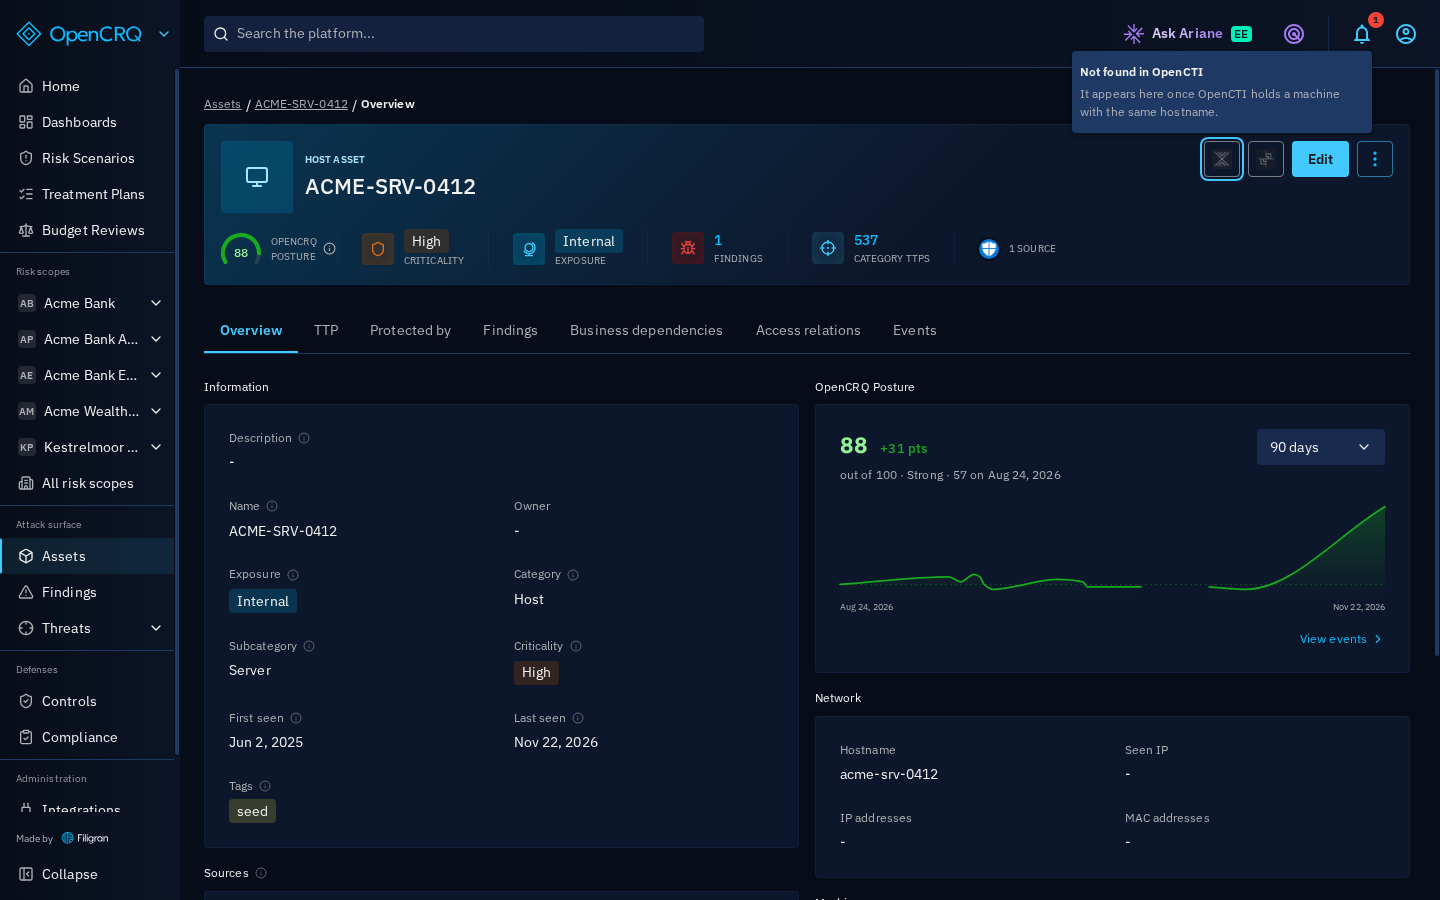 OpenCRQ
Search the platform...
Ask Ariane EE
1
Not found in OpenCTI
It appears here once OpenCTI holds a machine
with the same hostname.
Home
Dashboards
Risk Scenarios
Treatment Plans
Budget Reviews
Risk scopes
AB Acme Bank
AP Acme Bank A...
AE Acme Bank E...
AM Acme Wealth...
KP Kestrelmoor ...
All risk scopes
Attack surface
Assets
Findings
Threats
Defenses
Controls
Compliance
Administration
Integrations
Made by Filigran
Collapse
Assets / ACME-SRV-0412 / Overview
HOST ASSET
ACME-SRV-0412
Edit
88 OPENCRQ POSTURE
High
CRITICALITY
Internal
EXPOSURE
1
FINDINGS
537
CATEGORY TTPS
1 SOURCE
Overview TTP Protected by Findings Business dependencies Access relations Events
Information
Description
-
Name
ACME-SRV-0412
Owner
-
Exposure
Internal
Category
Host
Subcategory
Server
Criticality
High
First seen
Jun 2, 2025
Last seen
Nov 22, 2026
Tags
seed
Sources
OpenCRQ Posture
88 +31 pts
90 days
out of 100 · Strong · 57 on Aug 24, 2026
Aug 24, 2026
Nov 22, 2026
View events
Network
Hostname
acme-srv-0412
Seen IP
-
IP addresses
-
MAC addresses
-